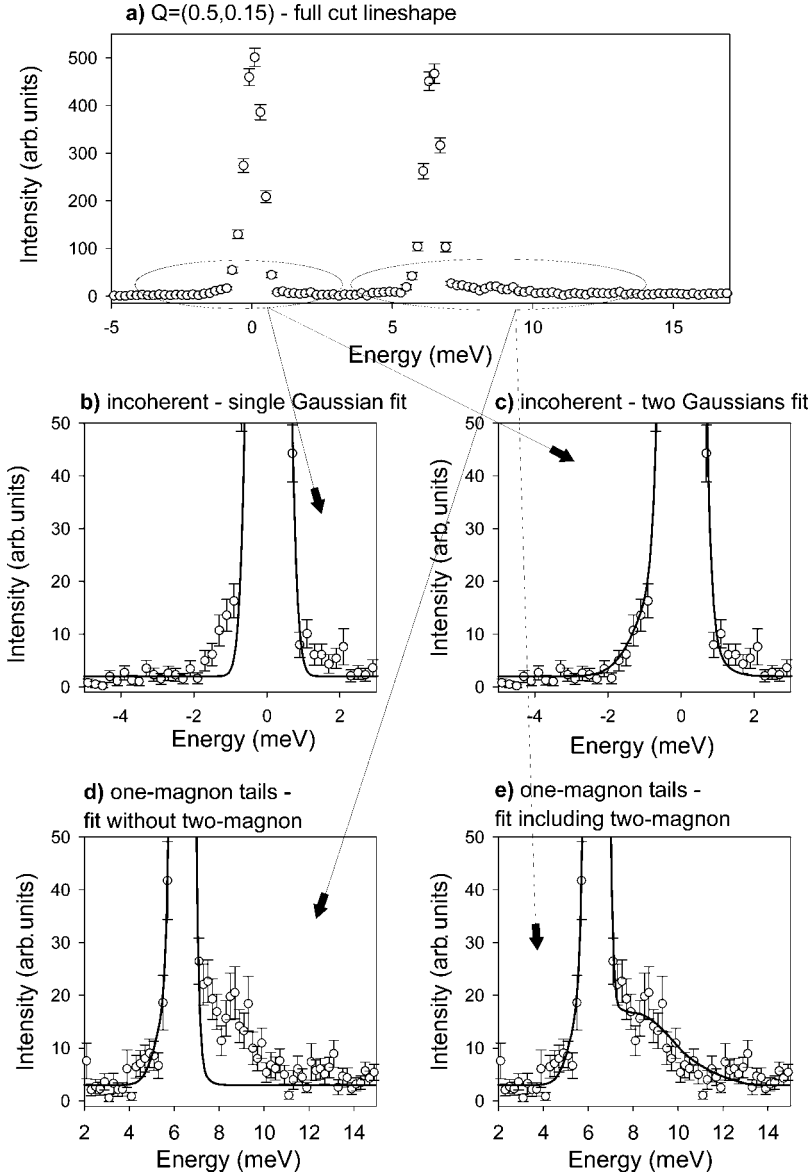 a) Q=(0.5,0.15) - full cut lineshape
Intensity (arb.units)
500
400
300
200
100
0
-5 0 5 10 15
Energy (meV)
b) incoherent - single Gaussian fit
Intensity (arb.units)
50
40
30
20
10
0
-4 -2 0 2
Energy (meV)
c) incoherent - two Gaussians fit
Intensity (arb.units)
50
40
30
20
10
0
-4 -2 0 2
Energy (meV)
d) one-magnon tails -
fit without two-magnon
Intensity (arb.units)
50
40
30
20
10
0
2 4 6 8 10 12 14
Energy (meV)
e) one-magnon tails -
fit including two-magnon
Intensity (arb.units)
50
40
30
20
10
0
2 4 6 8 10 12 14
Energy (meV)